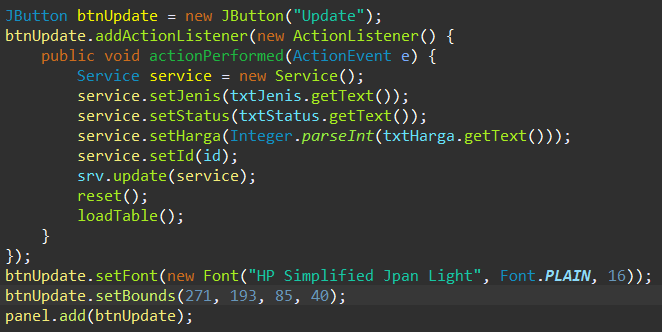 JButton btnUpdate = new JButton("Update");
btnUpdate.addActionListener(new ActionListener() {
    public void actionPerformed(ActionEvent e) {
        Service service = new Service();
        service.setJenis(txtJenis.getText());
        service.setStatus(txtStatus.getText());
        service.setHarga(Integer.parseInt(txtHarga.getText()));
        service.setId(id);
        srv.update(service);
        reset();
        loadTable();
    }
});
btnUpdate.setFont(new Font("HP Simplified Jpan Light", Font.PLAIN, 16));
btnUpdate.setBounds(271, 193, 85, 40);
panel.add(btnUpdate);